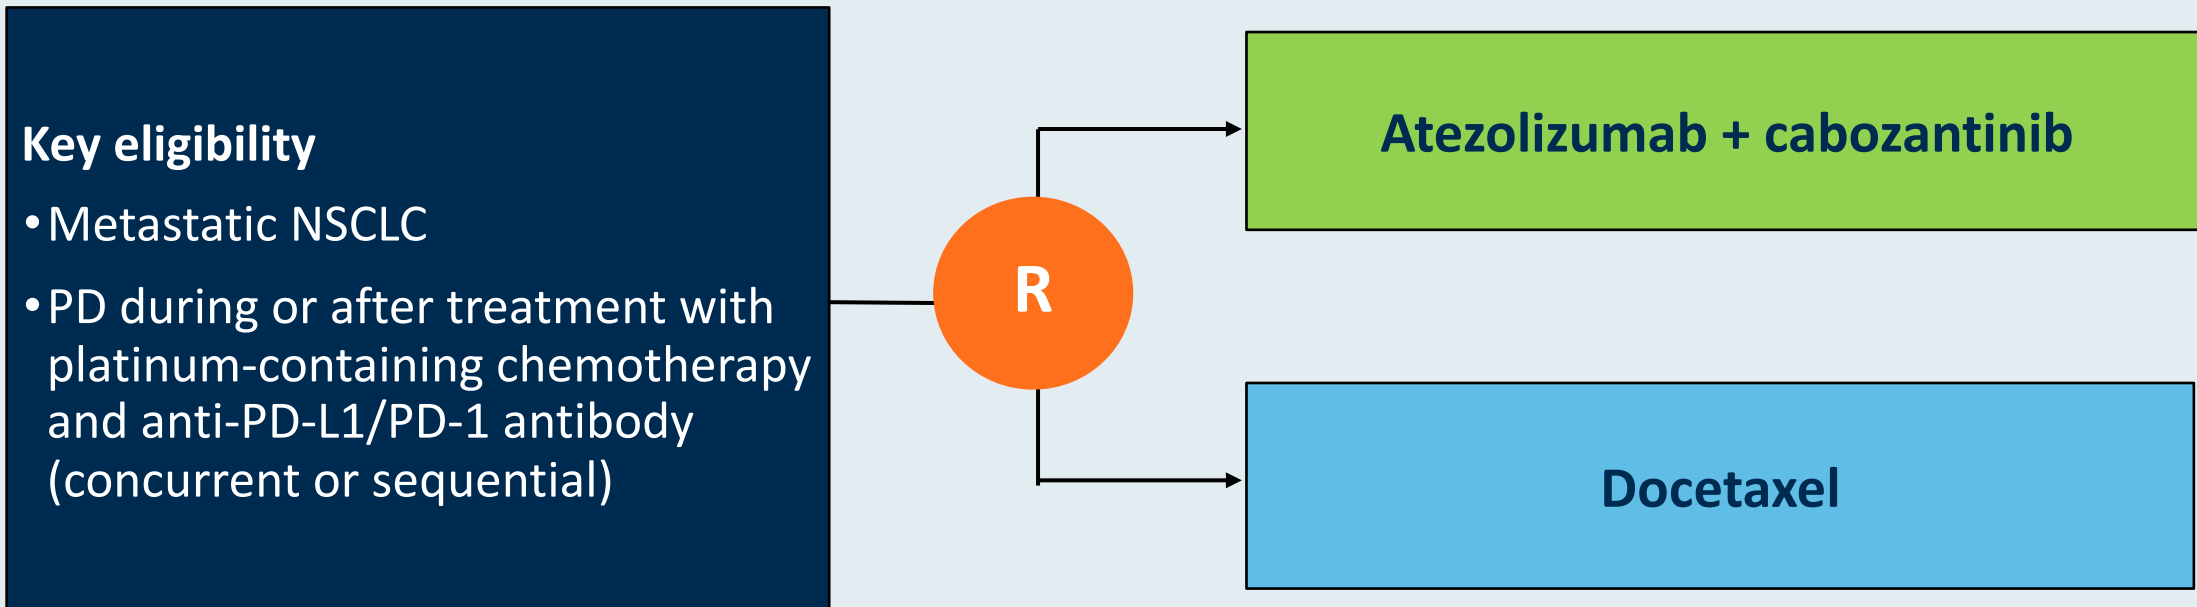 Key eligibility
•Metastatic NSCLC
•PD during or after treatment with
platinum-containing chemotherapy
and anti-PD-L1/PD-1 antibody
(concurrent or sequential)
R
Atezolizumab + cabozantinib
Docetaxel